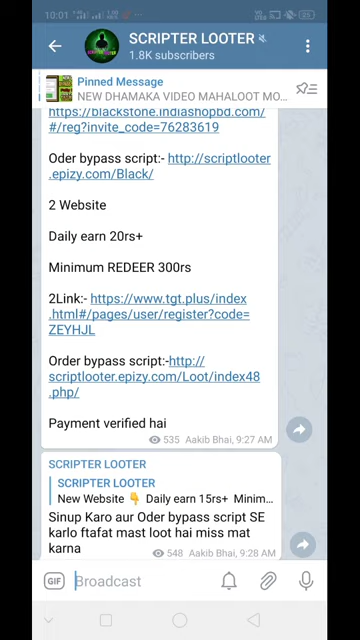 10:01
SCRIPTER LOOTER
1.8K subscribers
Pinned Message
NEW DHAMAKA VIDEO MAHALOOT MO...
https://blackstone.indiashopbd.com/
#/reg?invite_code=76283619
Oder bypass script:- http://scriptlooter
.epizy.com/Black/
2 Website
Daily earn 20rs+
Minimum REDEER 300rs
2Link:- https://www.tgt.plus/index
.html#/pages/user/register?code=
ZEYHJL
Order bypass script:-http://
scriptlooter.epizy.com/Loot/index48
.php/
Payment verified hai
535 Aakib Bhai, 9:27 AM
SCRIPTER LOOTER
SCRIPTER LOOTER
New Website 👇 Daily earn 15rs+ Minim...
Sinup Karo aur Oder bypass script SE
karlo ftafat mast loot hai miss mat
karna
548 Aakib Bhai, 9:28 AM
GIF Broadcast